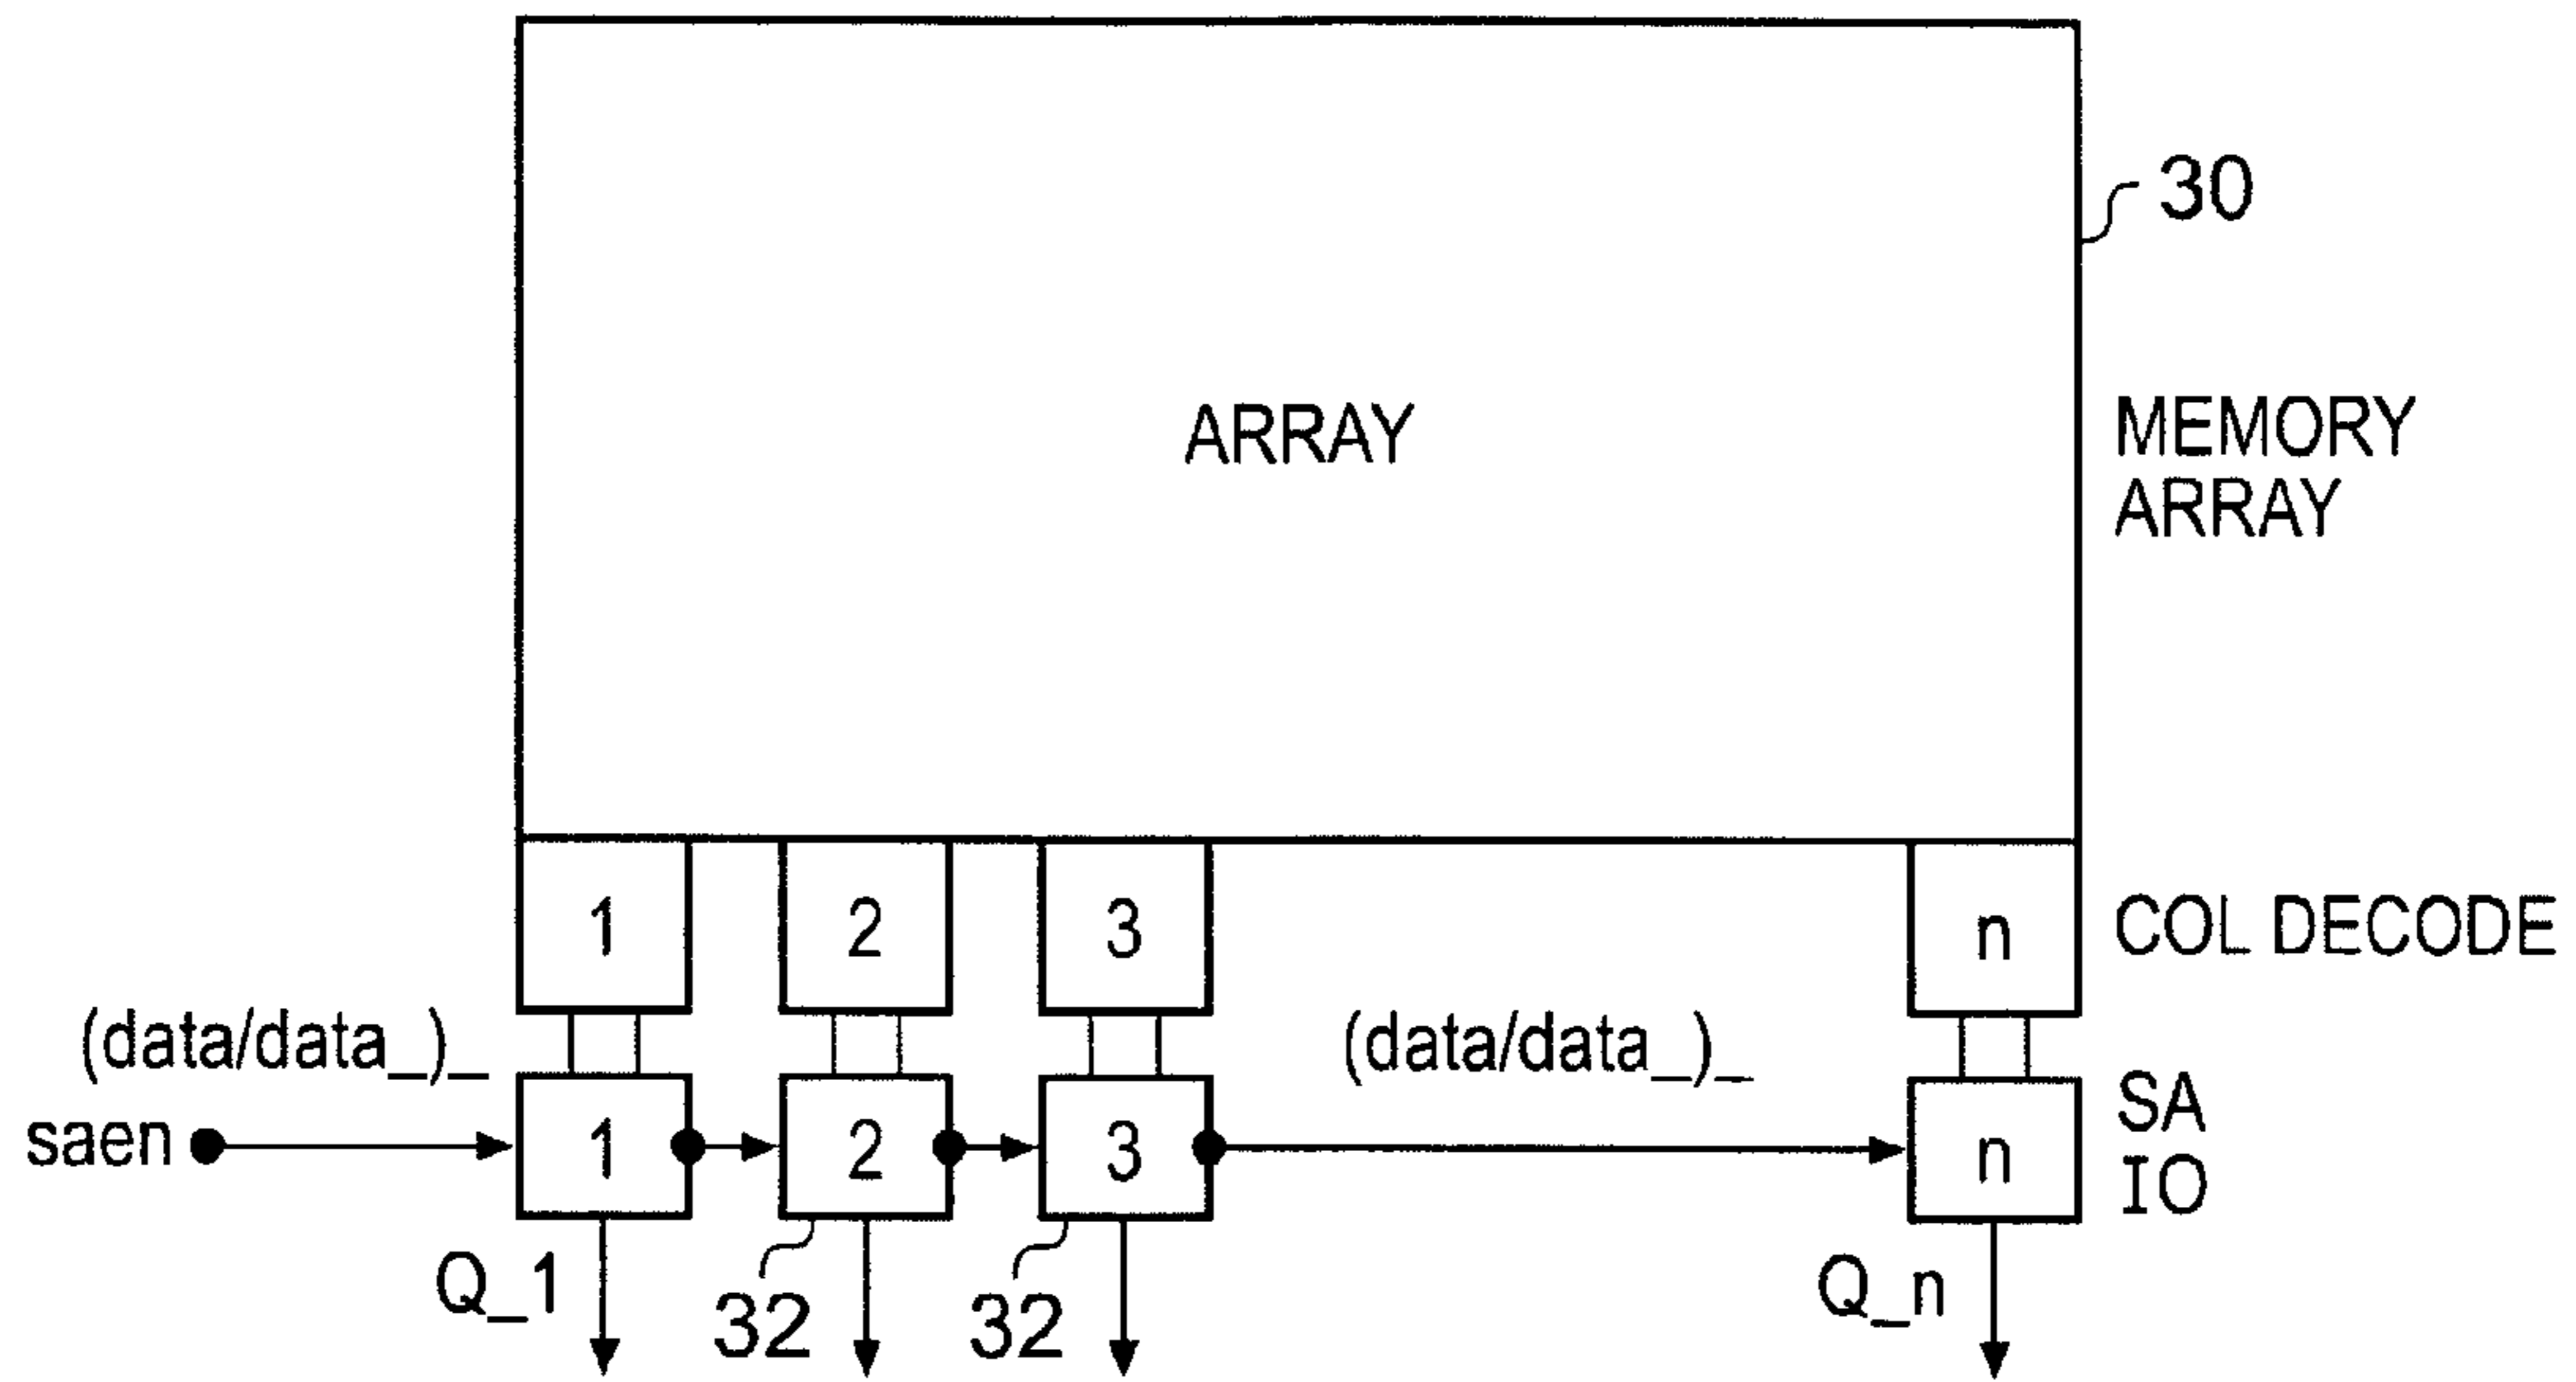 30
ARRAY
MEMORY
ARRAY
1
2
3
n
COL DECODE
(data/data_)_
(data/data_)_
saen
1
2
3
n
SA
IO
Q_1
32
32
Q_n